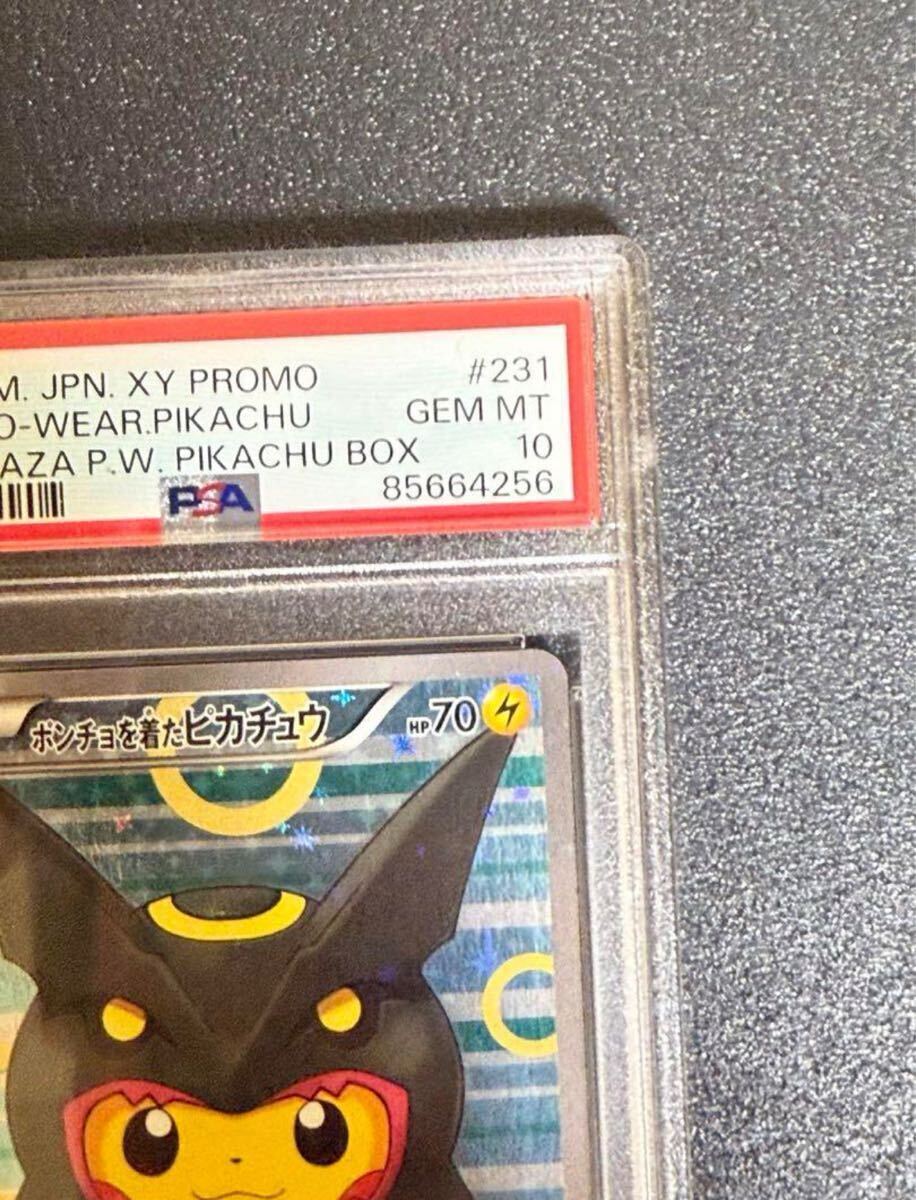 M. JPN. XY PROMO #231
O-WEAR.PIKACHU GEM MT
AZA P.W. PIKACHU BOX 10
PSA 85664256
ポンチョを着たピカチュウ HP70